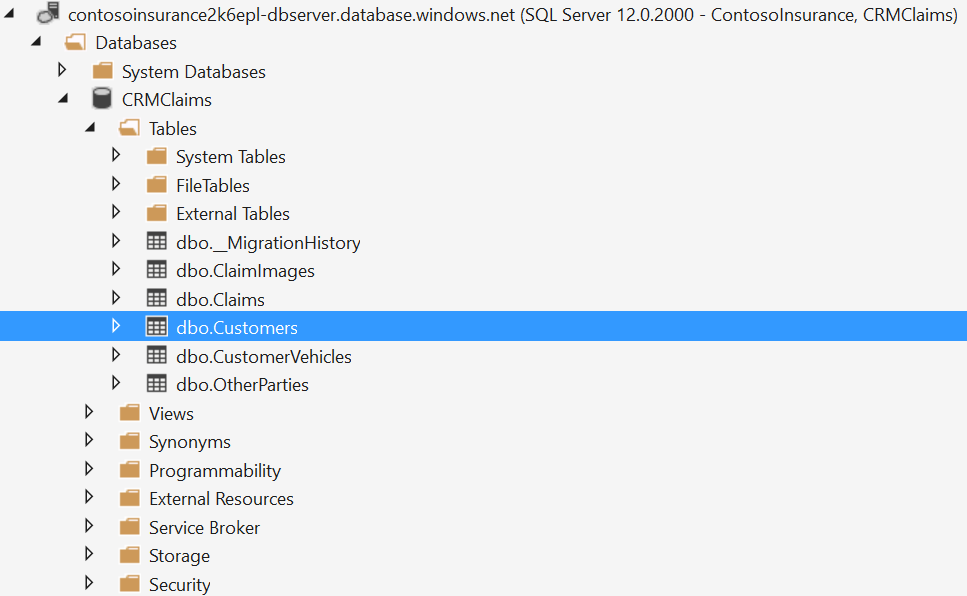 contosoinsurance2k6epl-dbserver.database.windows.net (SQL Server 12.0.2000 - ContosoInsurance, CRMClaims)
Databases
System Databases
CRMClaims
Tables
System Tables
FileTables
External Tables
dbo.__MigrationHistory
dbo.ClaimImages
dbo.Claims
dbo.Customers
dbo.CustomerVehicles
dbo.OtherParties
Views
Synonyms
Programmability
External Resources
Service Broker
Storage
Security